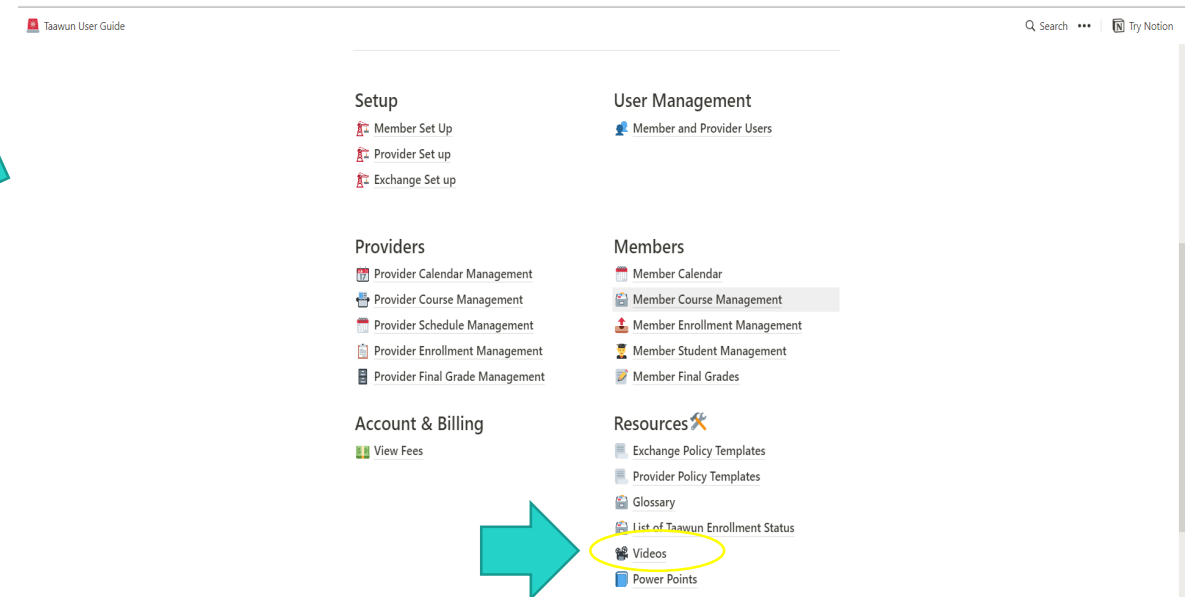 Taawun User Guide
Search ••• Try Notion
Setup
Member Set Up
Provider Set up
Exchange Set up
User Management
Member and Provider Users
Providers
Provider Calendar Management
Provider Course Management
Provider Schedule Management
Provider Enrollment Management
Provider Final Grade Management
Members
Member Calendar
Member Course Management
Member Enrollment Management
Member Student Management
Member Final Grades
Account & Billing
View Fees
Resources
Exchange Policy Templates
Provider Policy Templates
Glossary
List of Taawun Enrollment Status
Videos
Power Points